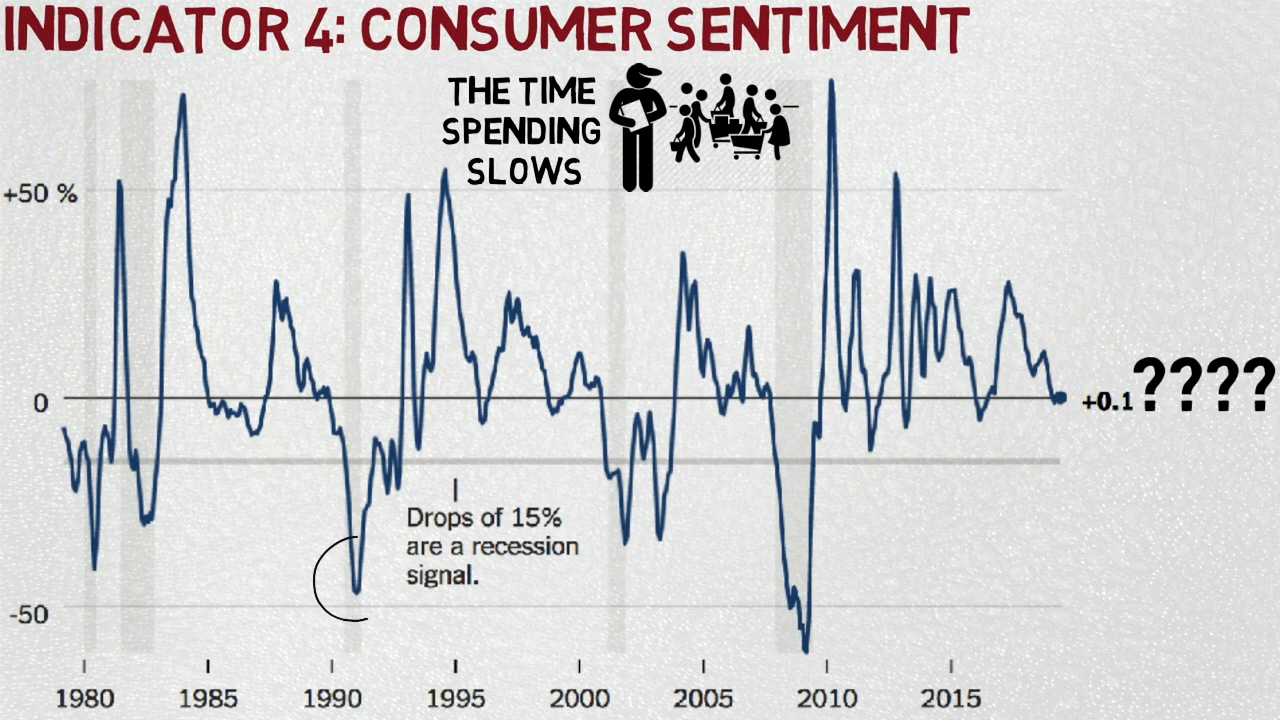 INDICATOR 4: CONSUMER SENTIMENT
THE TIME
SPENDING
SLOWS
+50 %
0
+0.1????
Drops of 15%
are a recession
signal.
-50
1980 1985 1990 1995 2000 2005 2010 2015